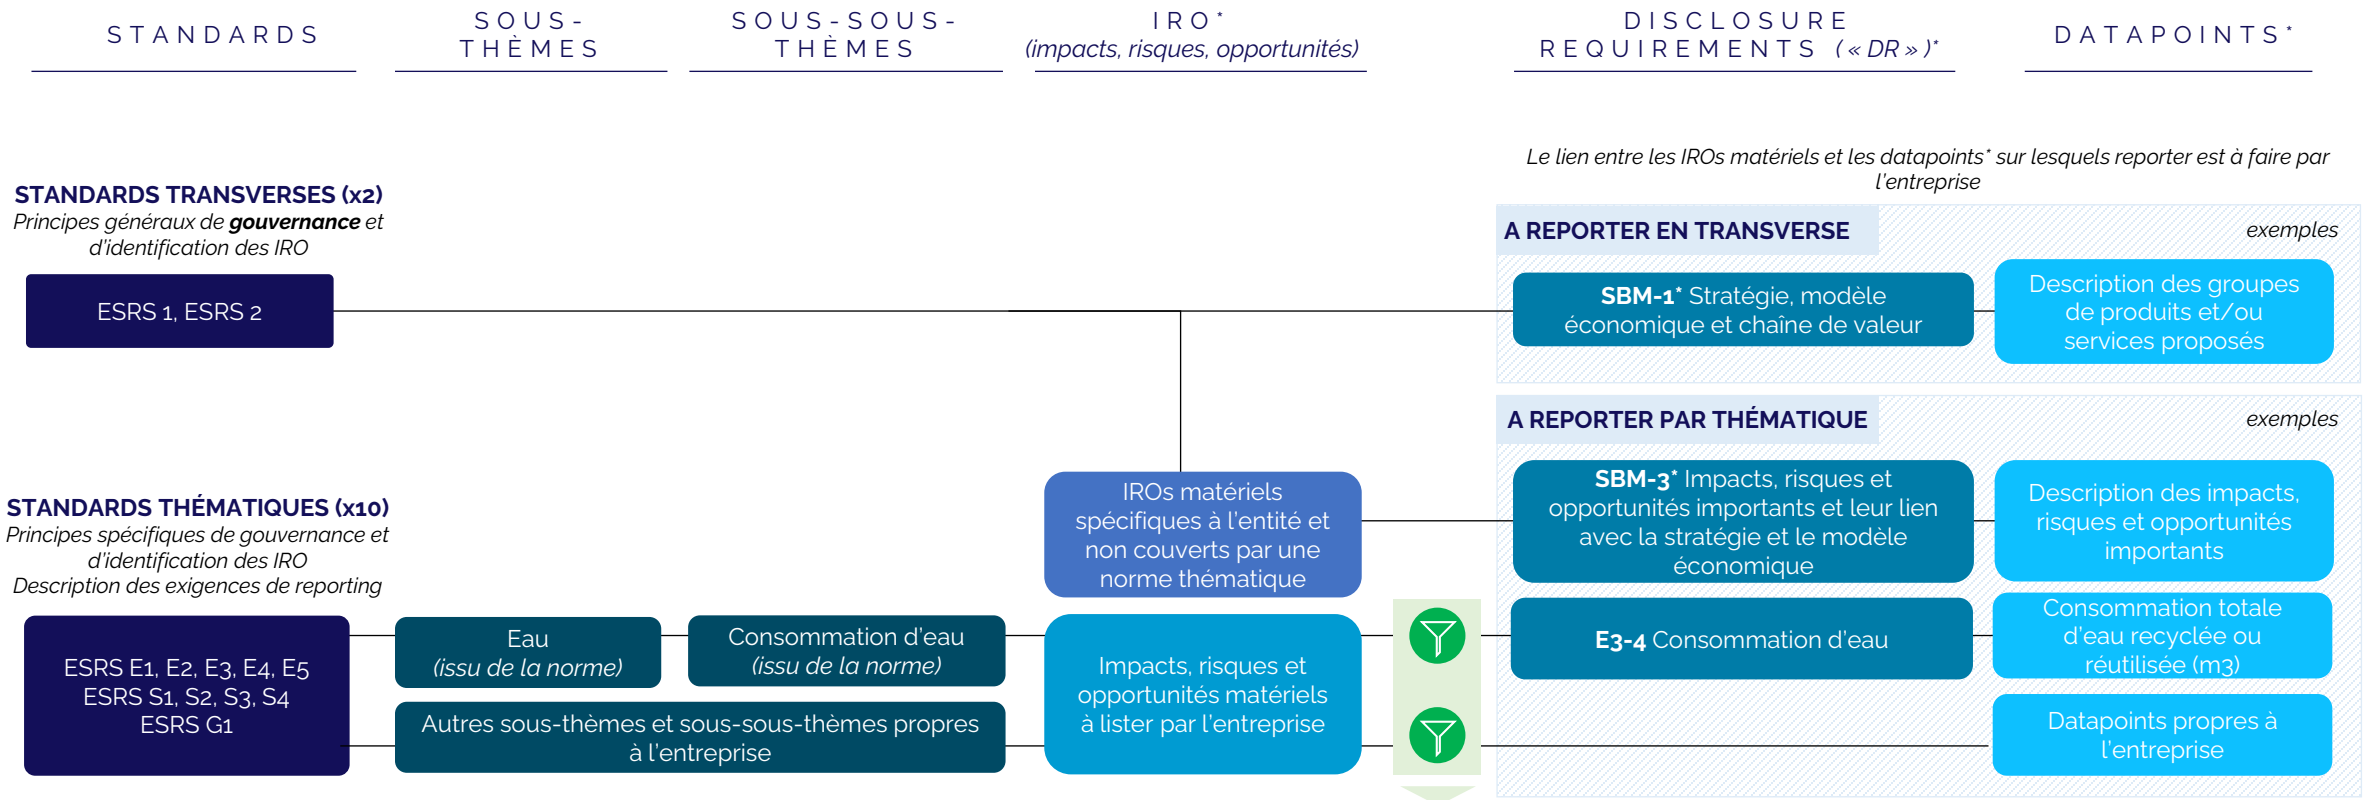 STANDARDS
SOUS-
THÈMES
SOUS-SOUS-
THÈMES
IRO*
(impacts, risques, opportunités)
DISCLOSURE
REQUIREMENTS (« DR »)*
DATAPOINTS*
Le lien entre les IROs matériels et les datapoints* sur lesquels reporter est à faire par
l'entreprise
STANDARDS TRANSVERSES (x2)
Principes généraux de gouvernance et
d'identification des IRO
ESRS 1, ESRS 2
A REPORTER EN TRANSVERSE
exemples
SBM-1* Stratégie, modèle
économique et chaîne de valeur
Description des groupes
de produits et/ou
services proposés
A REPORTER PAR THÉMATIQUE
exemples
STANDARDS THÉMATIQUES (x10)
Principes spécifiques de gouvernance et
d'identification des IRO
Description des exigences de reporting
IROs matériels
spécifiques à l'entité et
non couverts par une
norme thématique
SBM-3* Impacts, risques et
opportunités importants et leur lien
avec la stratégie et le modèle
économique
Description des impacts,
risques et opportunités
importants
ESRS E1, E2, E3, E4, E5
ESRS S1, S2, S3, S4
ESRS G1
Eau
(issu de la norme)
Consommation d'eau
(issu de la norme)
Impacts, risques et
opportunités matériels
à lister par l'entreprise
E3-4 Consommation d'eau
Consommation totale
d'eau recyclée ou
réutilisée (m3)
Autres sous-thèmes et sous-sous-thèmes propres
à l'entreprise
Datapoints propres à
l'entreprise